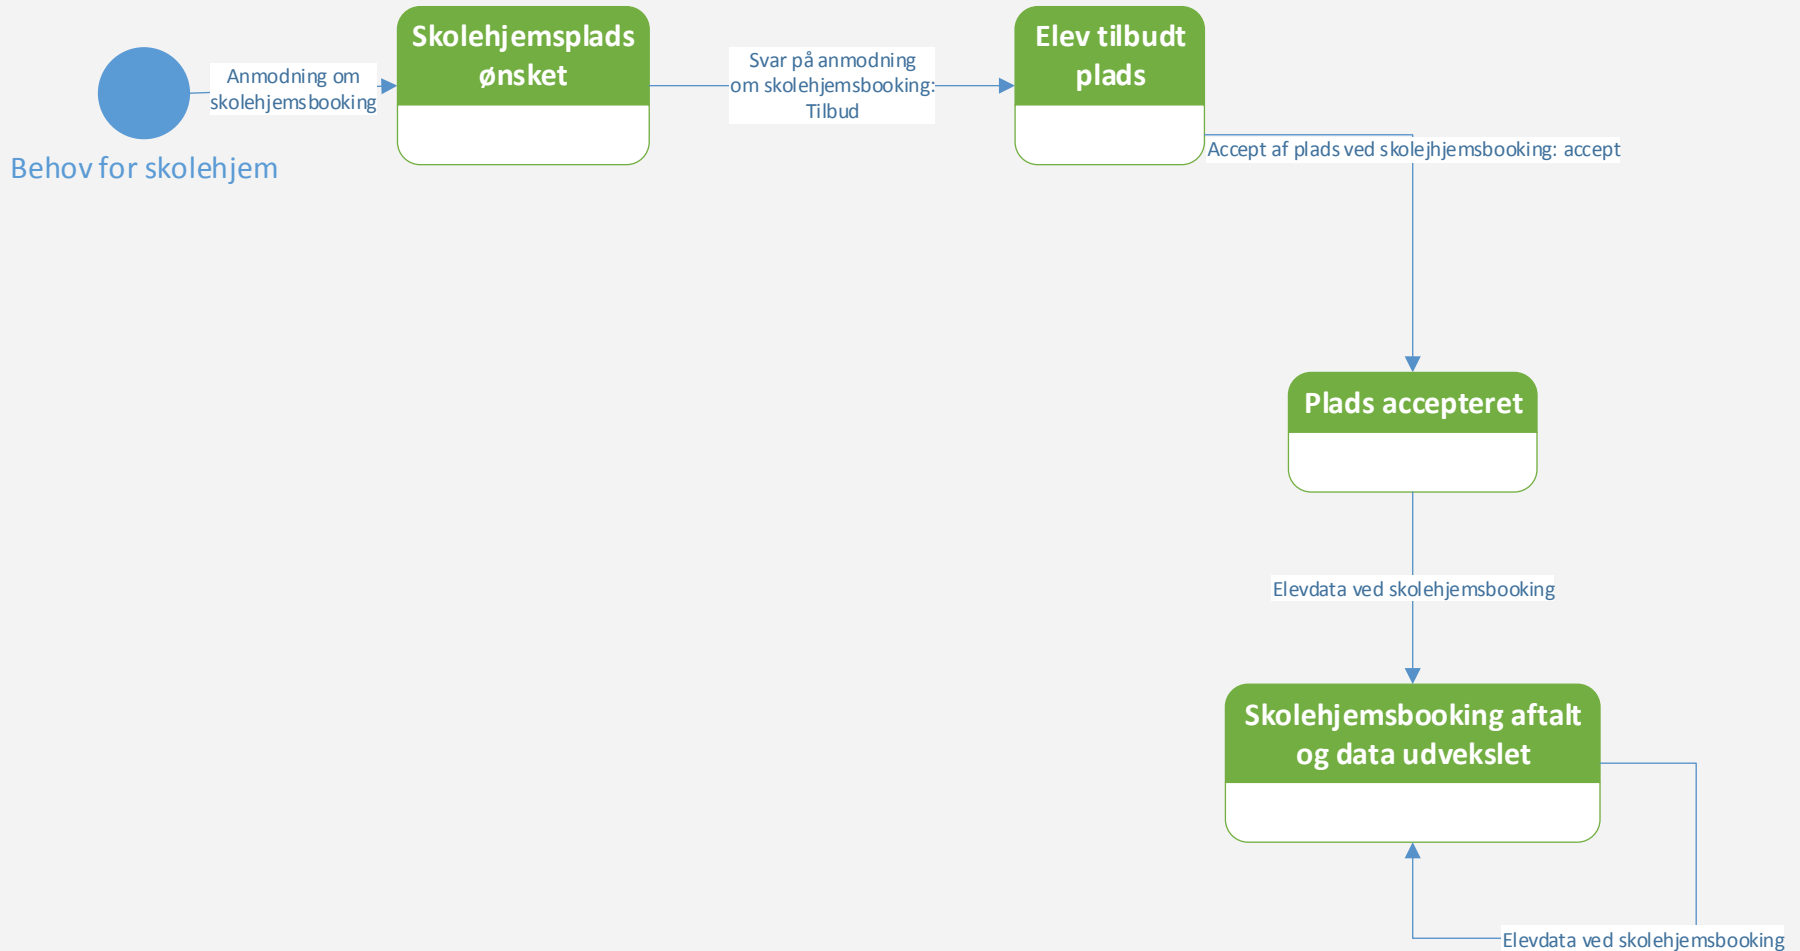 Behov for skolehjem
Anmodning om
skolehjemsbooking
Skolehjemsplads
ønsket
Svar på anmodning
om skolehjemsbooking:
Tilbud
Elev tilbudt
plads
Accept af plads ved skolejhjemsbooking: accept
Plads accepteret
Elevdata ved skolehjemsbooking
Skolehjemsbooking aftalt
og data udvekslet
Elevdata ved skolehjemsbooking